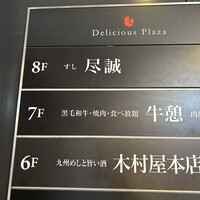 Delicious Plaza
8F すし 尽誠
7F 黒毛和牛・焼肉・食べ放題 牛憩 肉
6F 九州めしと旨い酒 木村屋本店